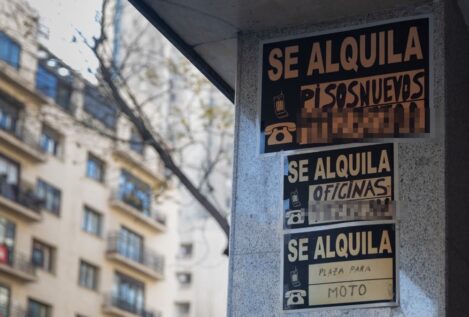 SE ALQUILA
PISOS NUEVOS
SE ALQUILA
OFICINAS
SE ALQUILA
PLAZA PARA
MOTO